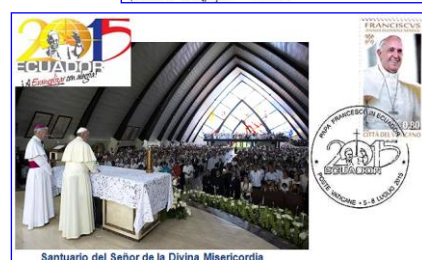 2015
ECUADOR
¡Evangelizar con alegría!
FRANCISCVS
0,80
CITTÀ DEL VATICANO
PAPA FRANCESCO IN ECUADOR
2015
ECUADOR
POSTE VATICANE • 5-8 LUGLIO 2015
Santuario del Señor de la Divina Misericordia